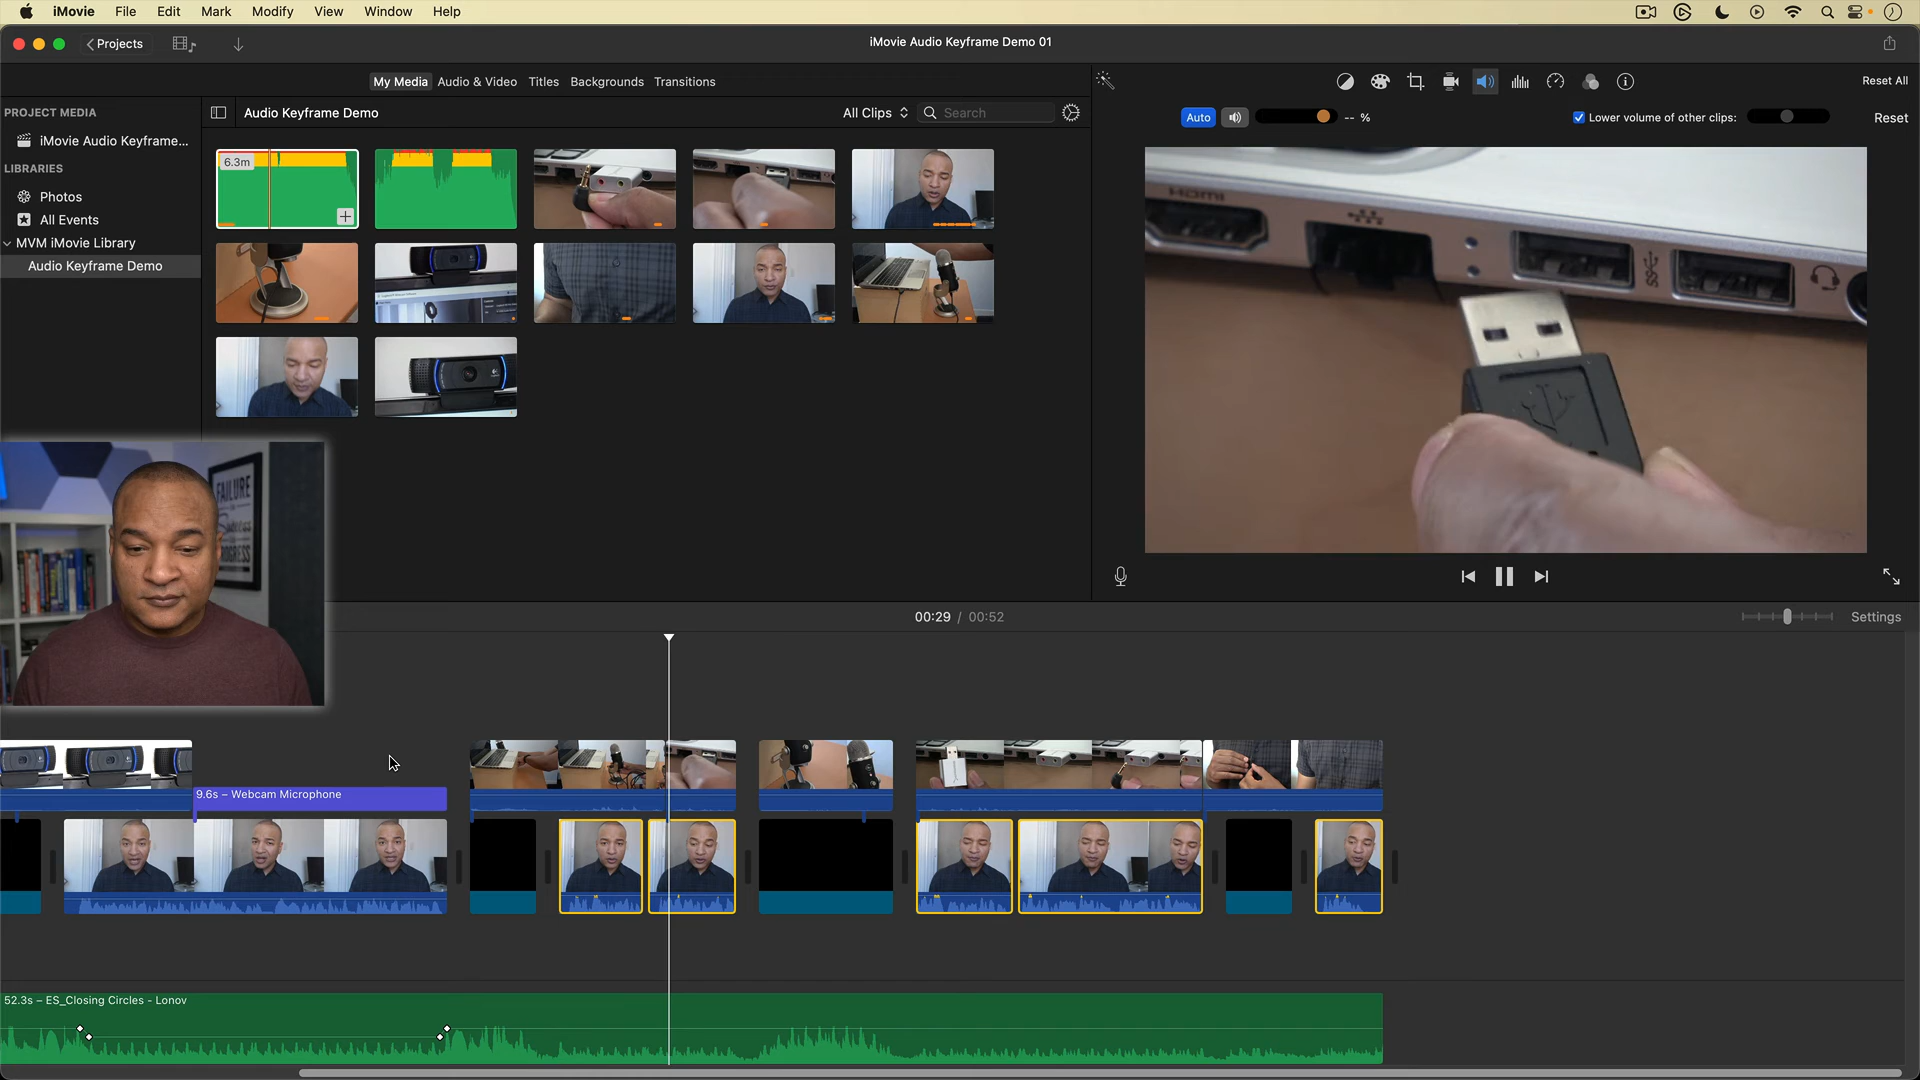 iMovie File Edit Mark Modify View Window Help
Projects
iMovie Audio Keyframe Demo 01
My Media Audio & Video Titles Backgrounds Transitions
Reset All
PROJECT MEDIA
iMovie Audio Keyframe...
LIBRARIES
Photos
All Events
MVM iMovie Library
Audio Keyframe Demo
Audio Keyframe Demo
All Clips
Search
Auto
-- %
Lower volume of other clips:
Reset
6.3m
HDMI
FAILURE
PROGRESS
00:29 / 00:52
Settings
9.6s – Webcam Microphone
52.3s – ES_Closing Circles - Lonov